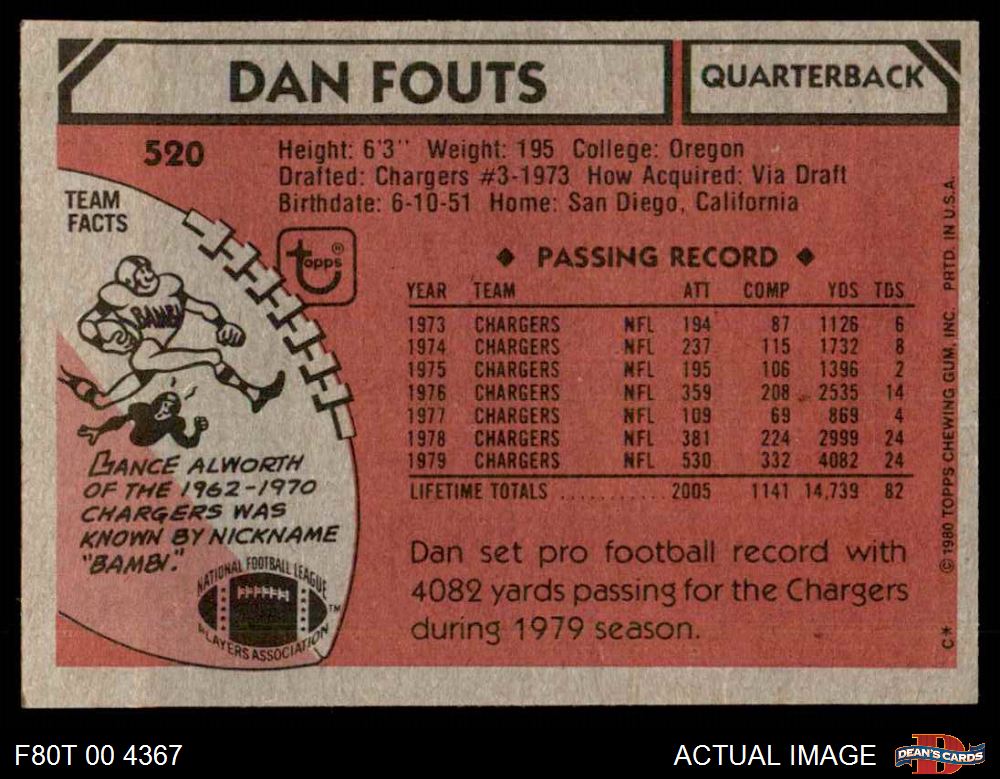 DAN FOUTS
QUARTERBACK
520
Height: 6'3" Weight: 195 College: Oregon
Drafted: Chargers #3-1973 How Acquired: Via Draft
Birthdate: 6-10-51 Home: San Diego, California
TEAM
FACTS
topps®
BAMBI
LANCE ALWORTH
OF THE 1962-1970
CHARGERS WAS
KNOWN BY NICKNAME
"BAMBI."
NATIONAL FOOTBALL LEAGUE
PLAYERS ASSOCIATION™
◆ PASSING RECORD ◆
YEAR TEAM ATT COMP YDS TDS
1973 CHARGERS NFL 194 87 1126 6
1974 CHARGERS NFL 237 115 1732 8
1975 CHARGERS NFL 195 106 1396 2
1976 CHARGERS NFL 359 208 2535 14
1977 CHARGERS NFL 109 69 869 4
1978 CHARGERS NFL 381 224 2999 24
1979 CHARGERS NFL 530 332 4082 24
LIFETIME TOTALS .......... 2005 1141 14,739 82
Dan set pro football record with
4082 yards passing for the Chargers
during 1979 season.
C* © 1980 TOPPS CHEWING GUM, INC. PRTD. IN U.S.A.
F80T 00 4367
ACTUAL IMAGE
DEAN'S CARDS